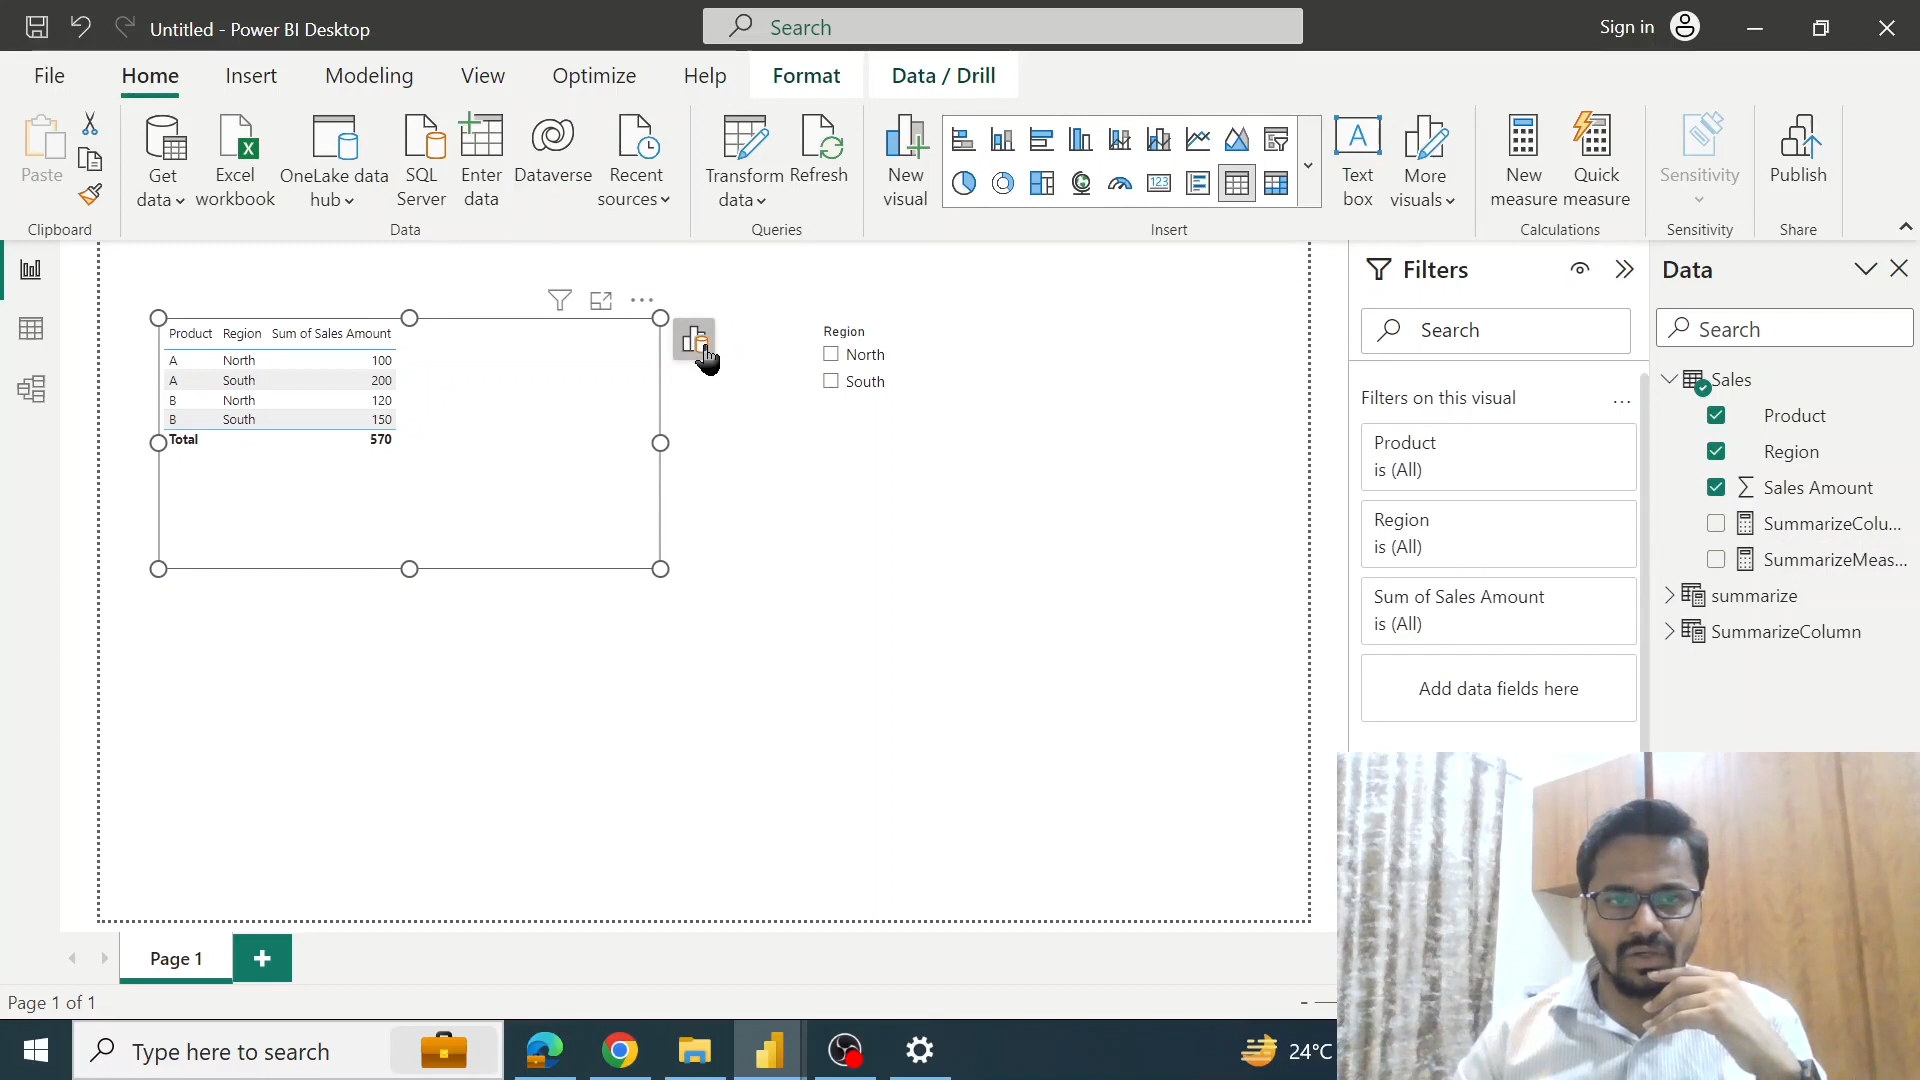 Untitled - Power BI Desktop
Search
Sign in
File Home Insert Modeling View Optimize Help Format Data / Drill
Paste
Clipboard
Get data
Excel workbook
OneLake data hub
SQL Server
Enter data
Dataverse
Recent sources
Data
Transform data
Refresh
Queries
New visual
Insert
123
A
Text box
More visuals
New measure
Quick measure
Calculations
Sensitivity
Sensitivity
Publish
Share
Product Region Sum of Sales Amount
A North 100
A South 200
B North 120
B South 150
Total 570
Region
North
South
Filters
Search
Filters on this visual
Product
is (All)
Region
is (All)
Sum of Sales Amount
is (All)
Add data fields here
Data
Search
Sales
Product
Region
Sales Amount
SummarizeColu...
SummarizeMeas...
summarize
SummarizeColumn
Page 1
Page 1 of 1
Type here to search
24°C